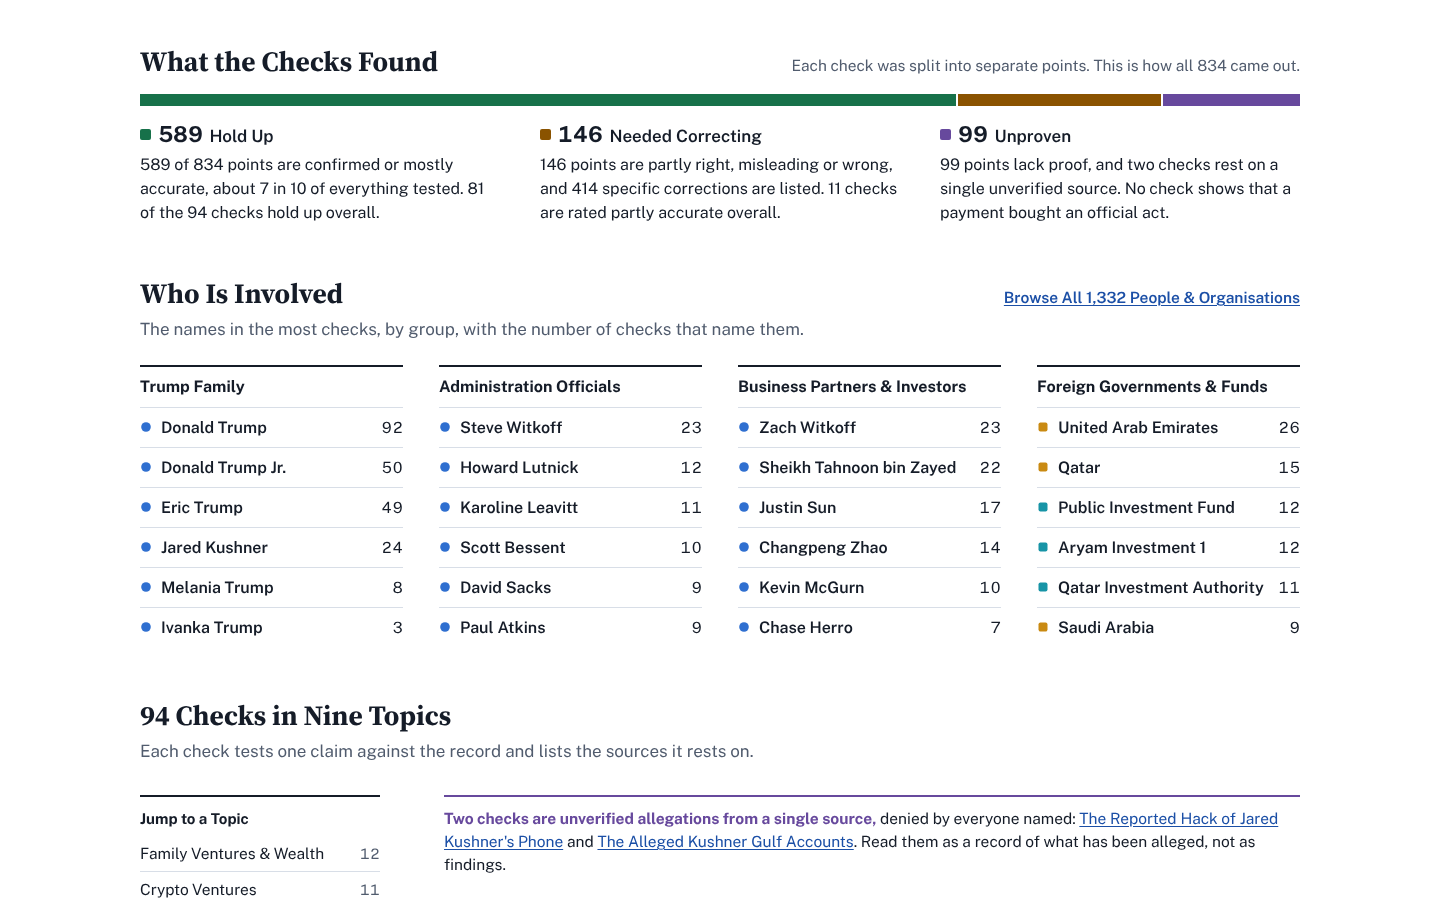 What the Checks Found
Each check was split into separate points. This is how all 834 came out.
589 Hold Up
589 of 834 points are confirmed or mostly
accurate, about 7 in 10 of everything tested. 81
of the 94 checks hold up overall.
146 Needed Correcting
146 points are partly right, misleading or wrong,
and 414 specific corrections are listed. 11 checks
are rated partly accurate overall.
99 Unproven
99 points lack proof, and two checks rest on a
single unverified source. No check shows that a
payment bought an official act.
Who Is Involved
Browse All 1,332 People & Organisations
The names in the most checks, by group, with the number of checks that name them.
Trump Family
Donald Trump 92
Donald Trump Jr. 50
Eric Trump 49
Jared Kushner 24
Melania Trump 8
Ivanka Trump 3
Administration Officials
Steve Witkoff 23
Howard Lutnick 12
Karoline Leavitt 11
Scott Bessent 10
David Sacks 9
Paul Atkins 9
Business Partners & Investors
Zach Witkoff 23
Sheikh Tahnoon bin Zayed 22
Justin Sun 17
Changpeng Zhao 14
Kevin McGurn 10
Chase Herro 7
Foreign Governments & Funds
United Arab Emirates 26
Qatar 15
Public Investment Fund 12
Aryam Investment 1 12
Qatar Investment Authority 11
Saudi Arabia 9
94 Checks in Nine Topics
Each check tests one claim against the record and lists the sources it rests on.
Jump to a Topic
Family Ventures & Wealth 12
Crypto Ventures 11
Two checks are unverified allegations from a single source, denied by everyone named: The Reported Hack of Jared
Kushner's Phone and The Alleged Kushner Gulf Accounts. Read them as a record of what has been alleged, not as
findings.